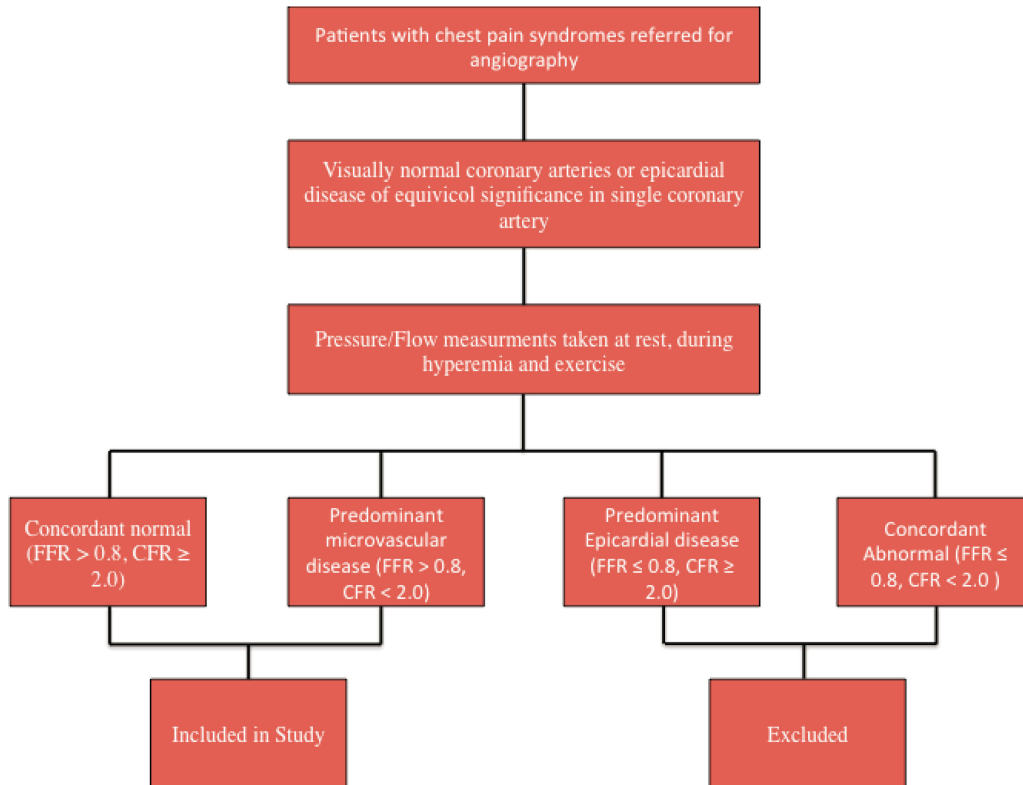 Patients with chest pain syndromes referred for
angiography
Visually normal coronary arteries or epicardial
disease of equivicol significance in single coronary
artery
Pressure/Flow measurments taken at rest, during
hyperemia and exercise
Concordant normal
(FFR > 0.8, CFR ≥
2.0)
Predominant
microvascular
disease (FFR > 0.8,
CFR < 2.0)
Predominant
Epicardial disease
(FFR ≤ 0.8, CFR ≥
2.0)
Concordant
Abnormal (FFR ≤
0.8, CFR < 2.0 )
Included in Study
Excluded